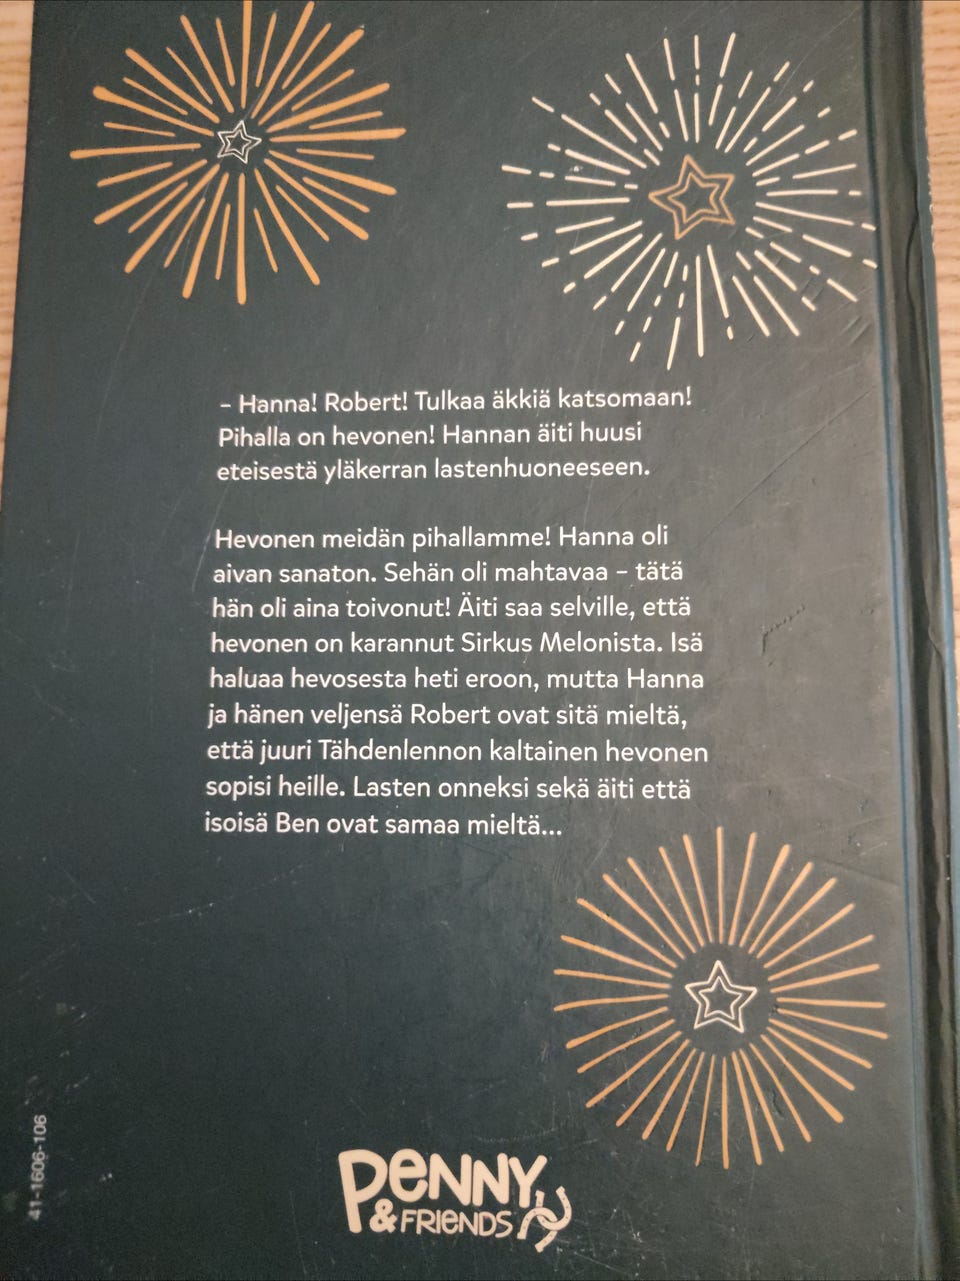 – Hanna! Robert! Tulkaa äkkiä katsomaan!
Pihalla on hevonen! Hannan äiti huusi
eteisestä yläkerran lastenhuoneeseen.
Hevonen meidän pihallamme! Hanna oli
aivan sanaton. Sehän oli mahtavaa – tätä
hän oli aina toivonut! Äiti saa selville, että
hevonen on karannut Sirkus Melonista. Isä
haluaa hevosesta heti eroon, mutta Hanna
ja hänen veljensä Robert ovat sitä mieltä,
että juuri Tähdenlennon kaltainen hevonen
sopisi heille. Lasten onneksi sekä äiti että
isoisä Ben ovat samaa mieltä...
41-1606-106
PENNY
& FRIENDS